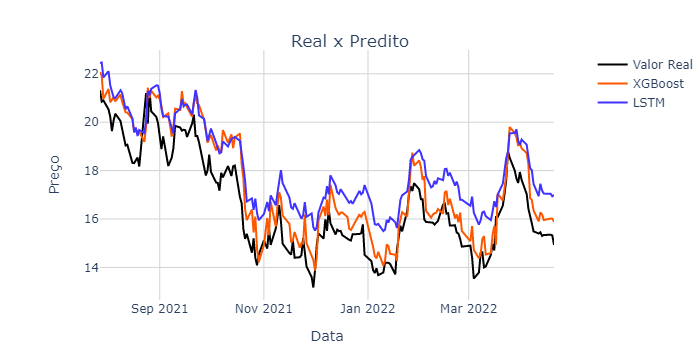 Real x Predito
Valor Real
XGBoost
LSTM
Preço
22
20
18
16
14
Sep 2021
Nov 2021
Jan 2022
Mar 2022
Data